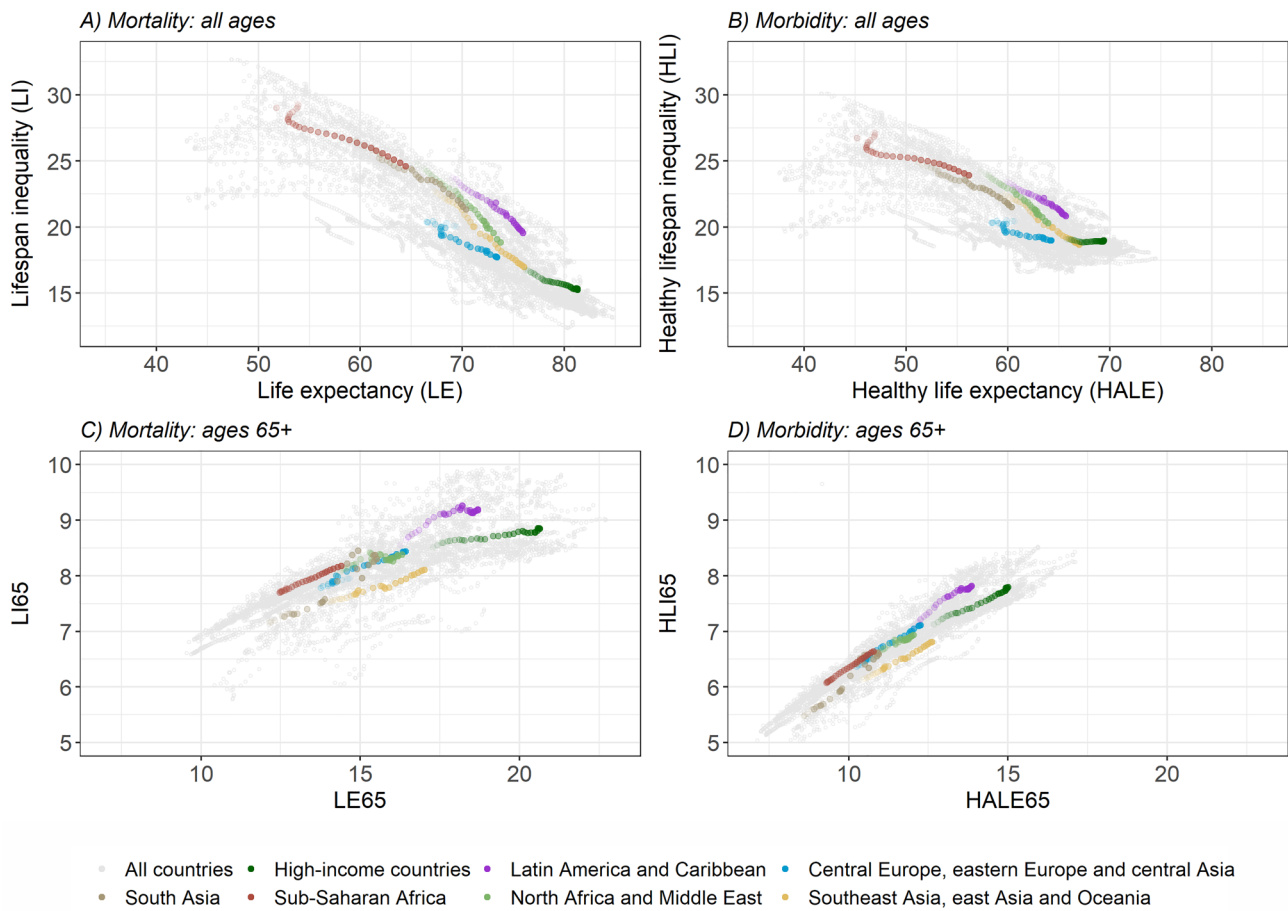 A) Mortality: all ages
Lifespan inequality (LI)
30
25
20
15
40 50 60 70 80
Life expectancy (LE)
B) Morbidity: all ages
Healthy lifespan inequality (HLI)
30
25
20
15
40 50 60 70 80
Healthy life expectancy (HALE)
C) Mortality: ages 65+
LI65
10
9
8
7
6
5
10 15 20
LE65
D) Morbidity: ages 65+
HLI65
10
9
8
7
6
5
10 15 20
HALE65
All countries High-income countries Latin America and Caribbean Central Europe, eastern Europe and central Asia
South Asia Sub-Saharan Africa North Africa and Middle East Southeast Asia, east Asia and Oceania